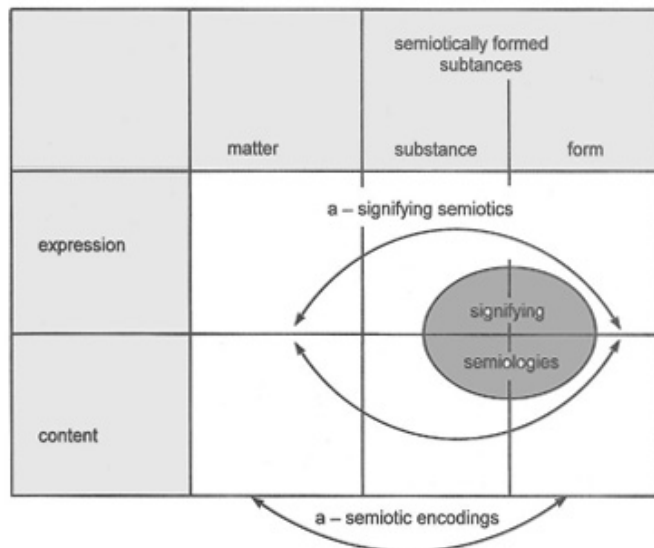 semiotically formed
subtances
matter
substance
form
a – signifying semiotics
expression
signifying
semiologies
content
a – semiotic encodings